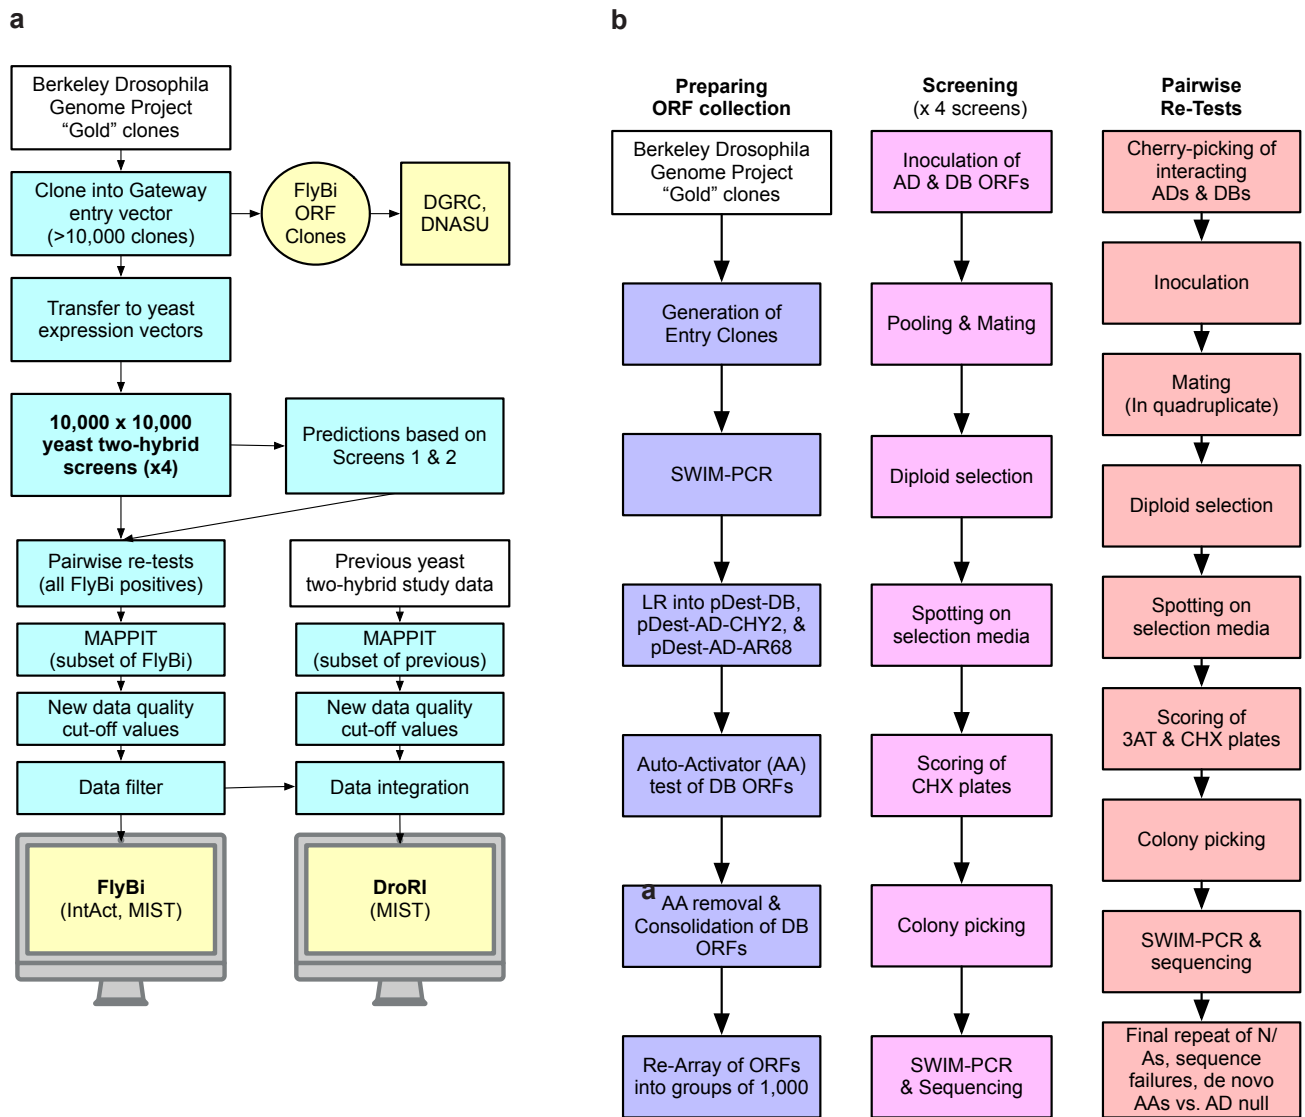 a
Berkeley Drosophila
Genome Project
“Gold” clones
Clone into Gateway
entry vector
(>10,000 clones)
FlyBi
ORF
Clones
DGRC,
DNASU
Transfer to yeast
expression vectors
10,000 x 10,000
yeast two-hybrid
screens (x4)
Predictions based on
Screens 1 & 2
Pairwise re-tests
(all FlyBi positives)
Previous yeast
two-hybrid study data
MAPPIT
(subset of FlyBi)
MAPPIT
(subset of previous)
New data quality
cut-off values
New data quality
cut-off values
Data filter
Data integration
FlyBi
(IntAct, MIST)
DroRI
(MIST)
b
Preparing
ORF collection
Berkeley Drosophila
Genome Project
“Gold” clones
Generation of
Entry Clones
SWIM-PCR
LR into pDest-DB,
pDest-AD-CHY2, &
pDest-AD-AR68
Auto-Activator (AA)
test of DB ORFs
a
AA removal &
Consolidation of DB
ORFs
Re-Array of ORFs
into groups of 1,000
Screening
(x 4 screens)
Inoculation of
AD & DB ORFs
Pooling & Mating
Diploid selection
Spotting on
selection media
Scoring of
CHX plates
Colony picking
SWIM-PCR
& Sequencing
Pairwise
Re-Tests
Cherry-picking of
interacting
ADs & DBs
Inoculation
Mating
(In quadruplicate)
Diploid selection
Spotting on
selection media
Scoring of
3AT & CHX plates
Colony picking
SWIM-PCR &
sequencing
Final repeat of N/
As, sequence
failures, de novo
AAs vs. AD null